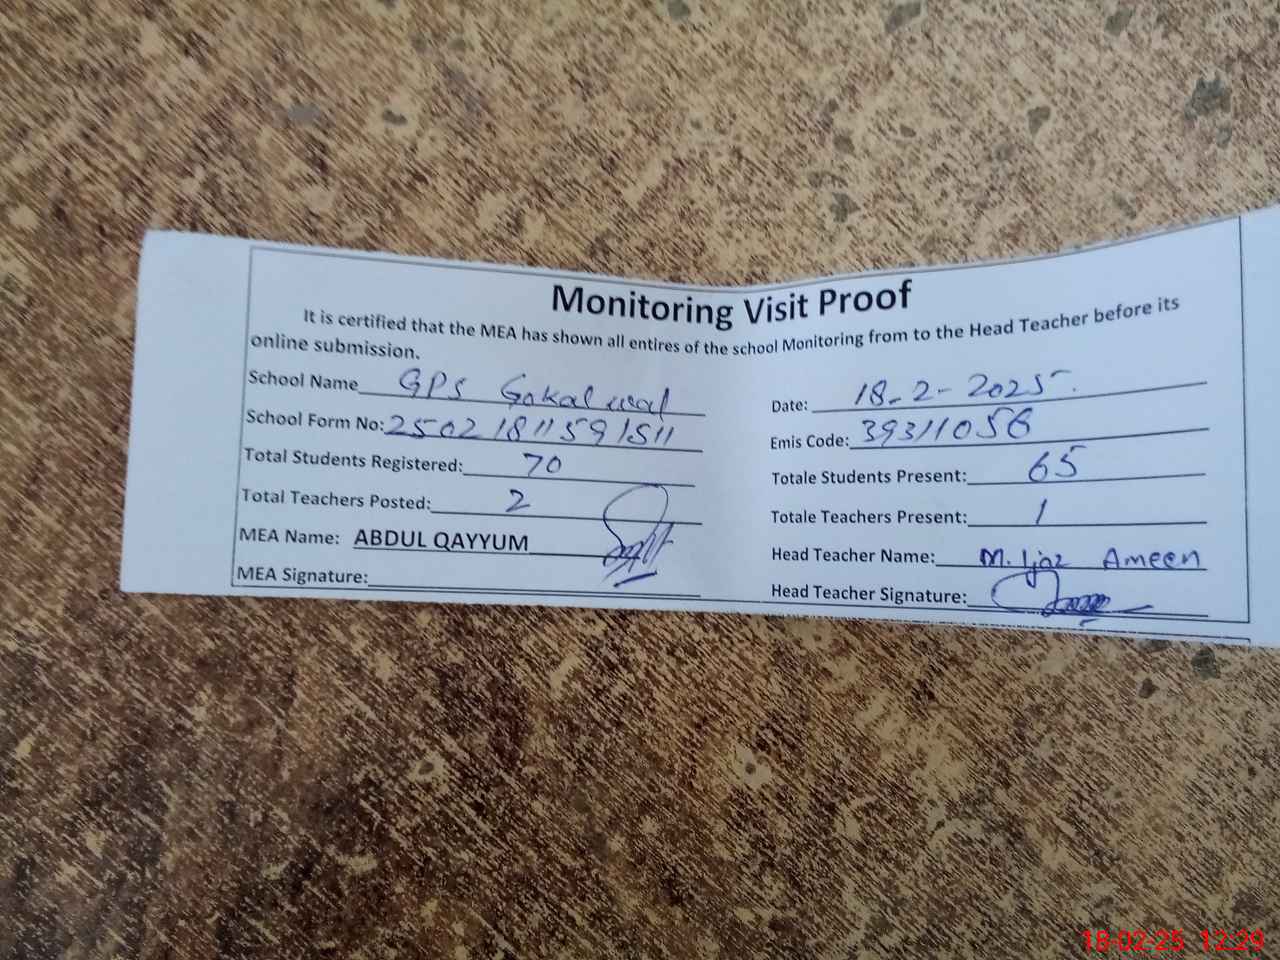 Monitoring Visit Proof
It is certified that the MEA has shown all entires of the school Monitoring from to the Head Teacher before its
online submission.
School Name GPS Gokal wal
Date: 18-2-2025.
School Form No: 25021811591511
Emis Code: 39311056
Total Students Registered: 70
Totale Students Present: 65
Total Teachers Posted: 2
Totale Teachers Present: 1
MEA Name: ABDUL QAYYUM
Head Teacher Name: M. Ijaz Ameen
MEA Signature:
Head Teacher Signature:
18-02-25 12:29